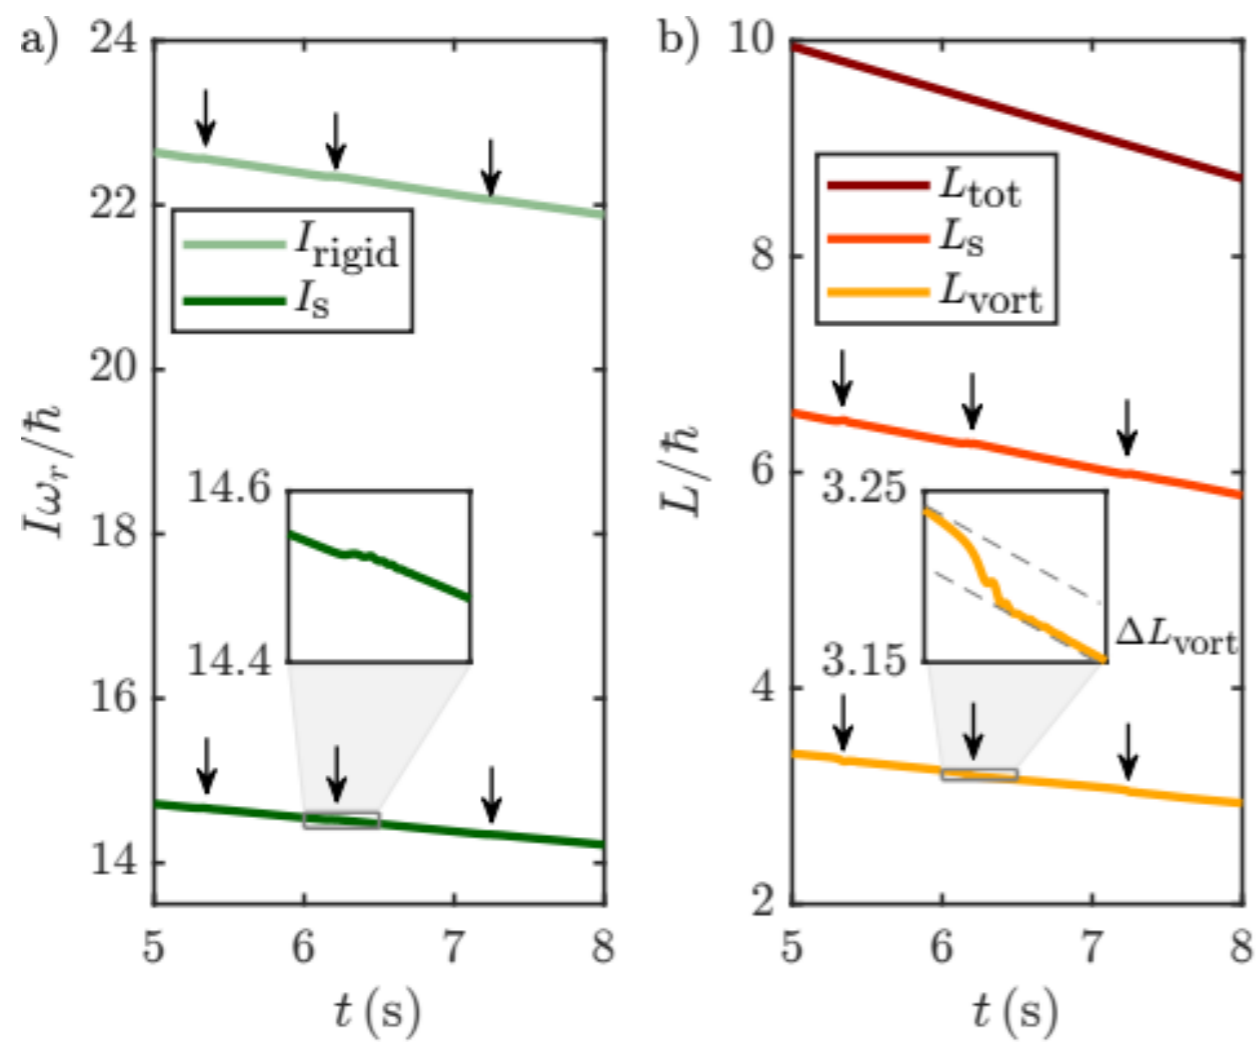 a)
24
22
20
18
16
14
Iωᵣ/ħ
I_rigid
I_s
14.6
14.4
5 6 7 8
t (s)
b)
10
8
6
4
2
L/ħ
L_tot
L_s
L_vort
3.25
3.15
ΔL_vort
5 6 7 8
t (s)